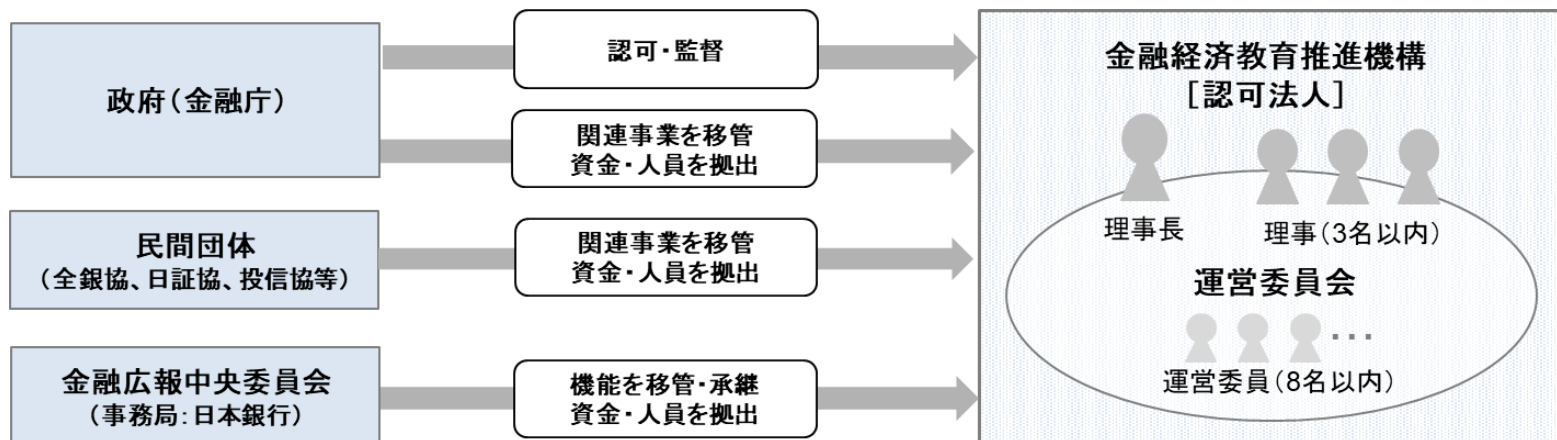 政府(金融庁)
認可・監督
関連事業を移管
資金・人員を拠出
民間団体
(全銀協、日証協、投信協等)
関連事業を移管
資金・人員を拠出
金融広報中央委員会
(事務局:日本銀行)
機能を移管・承継
資金・人員を拠出
金融経済教育推進機構
[認可法人]
理事長
理事(3名以内)
運営委員会
…
運営委員(8名以内)